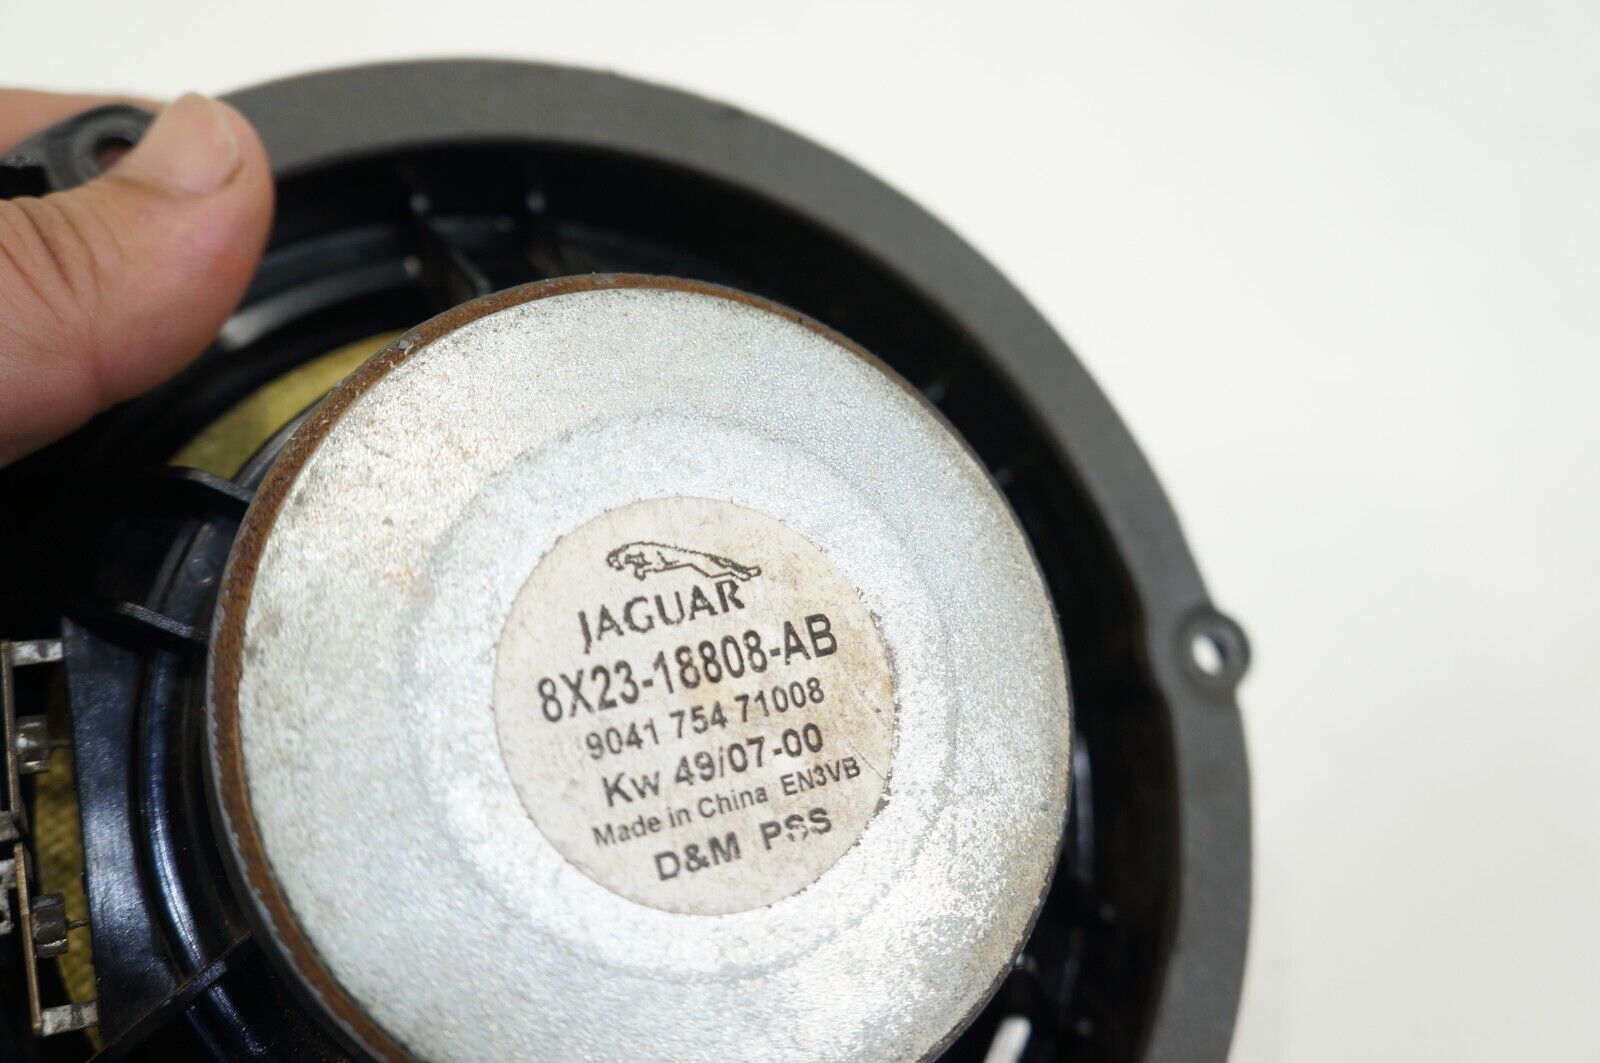 JAGUAR
8X23-18808-AB
9041 754 71008
Kw 49/07-00
Made in China EN3VB
D&M PSS